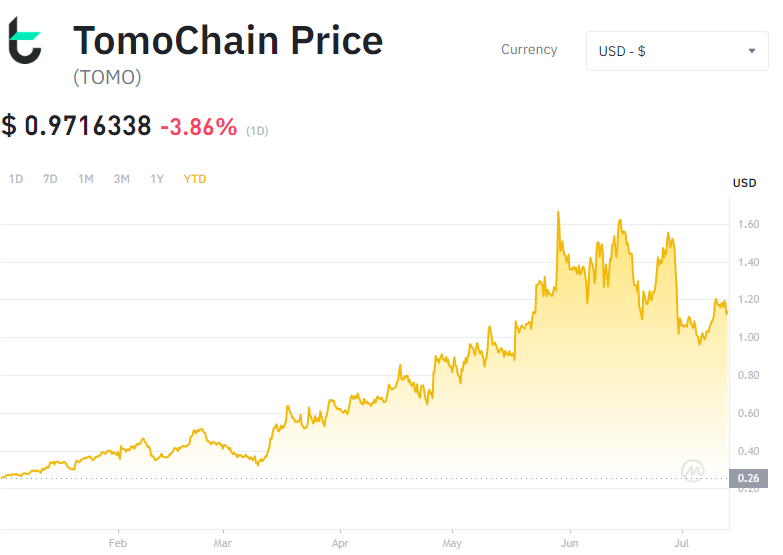 TomoChain Price
(TOMO)
Currency
USD - $
$ 0.9716338 -3.86% (1D)
1D 7D 1M 3M 1Y YTD
USD
1.60
1.40
1.20
1.00
0.80
0.60
0.40
0.26
0.20
Feb Mar Apr May Jun Jul